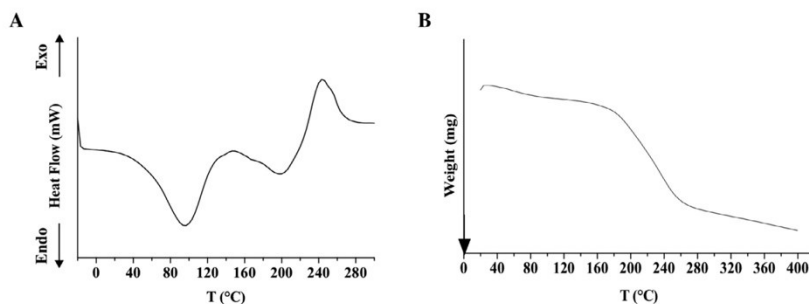 A
Exo
Heat Flow (mW)
Endo
0 40 80 120 160 200 240 280
T (°C)
B
Weight (mg)
0 40 80 120 160 200 240 280 320 360 400
T (°C)